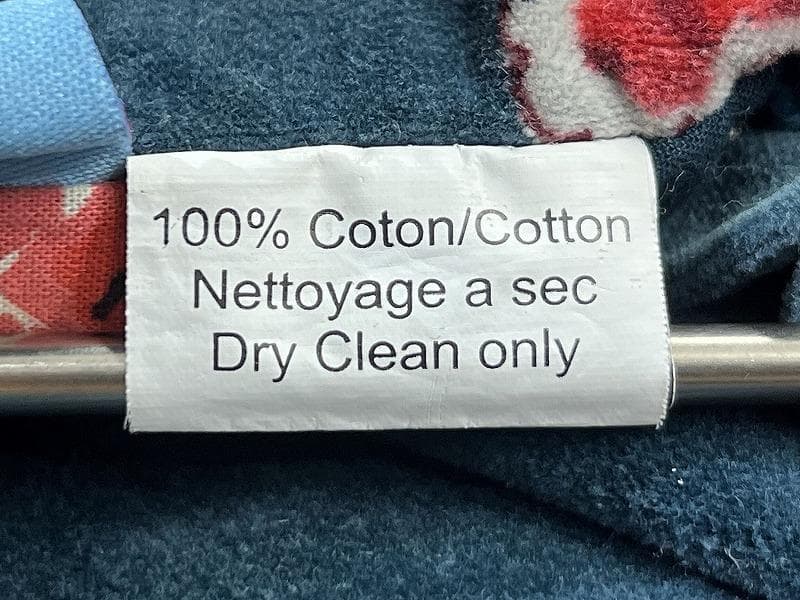 100% Coton/Cotton
Nettoyage a sec
Dry Clean only